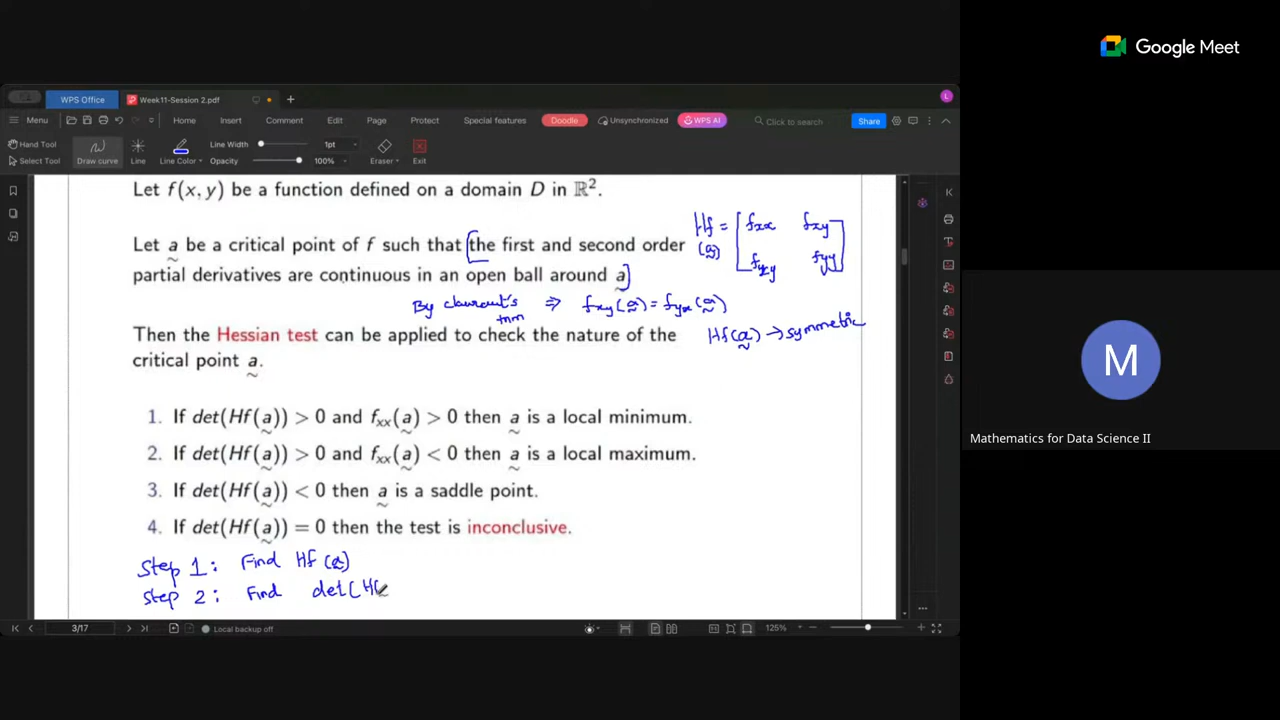 Google Meet
WPS Office
Week11-Session 2.pdf
Menu
Home
Insert
Comment
Edit
Page
Protect
Special features
Doodle
Unsynchronized
WPS AI
Click to search
Share
L
Hand Tool
Select Tool
Draw curve
Line
Line Color
Line Width
1pt
Opacity
100%
Eraser
Exit
Let f(x, y) be a function defined on a domain D in ℝ².
Hf = [ fxx fxy
(a) fyx fyy ]
Let a be a critical point of f such that [the first and second order
partial derivatives are continuous in an open ball around a]
By clairaut's ⇒ fxy(a) = fyx(a)
Then the Hessian test can be applied to check the nature of the
Hf(a) → symmetric
critical point a.
1. If det(Hf(a)) > 0 and fxx(a) > 0 then a is a local minimum.
2. If det(Hf(a)) > 0 and fxx(a) < 0 then a is a local maximum.
3. If det(Hf(a)) < 0 then a is a saddle point.
4. If det(Hf(a)) = 0 then the test is inconclusive.
Step 1: Find Hf(a)
Step 2: Find det(Hf
3/17
Local backup off
125%
M
Mathematics for Data Science II